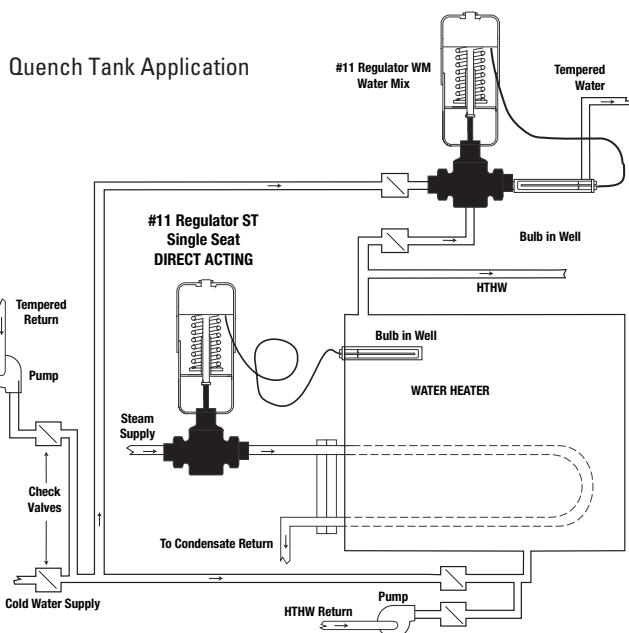 Quench Tank Application
#11 Regulator WM
Water Mix
Tempered
Water
#11 Regulator ST
Single Seat
DIRECT ACTING
Bulb in Well
HTHW
Tempered
Return
Bulb in Well
Pump
WATER HEATER
Steam
Supply
Check
Valves
To Condensate Return
Cold Water Supply
Pump
HTHW Return